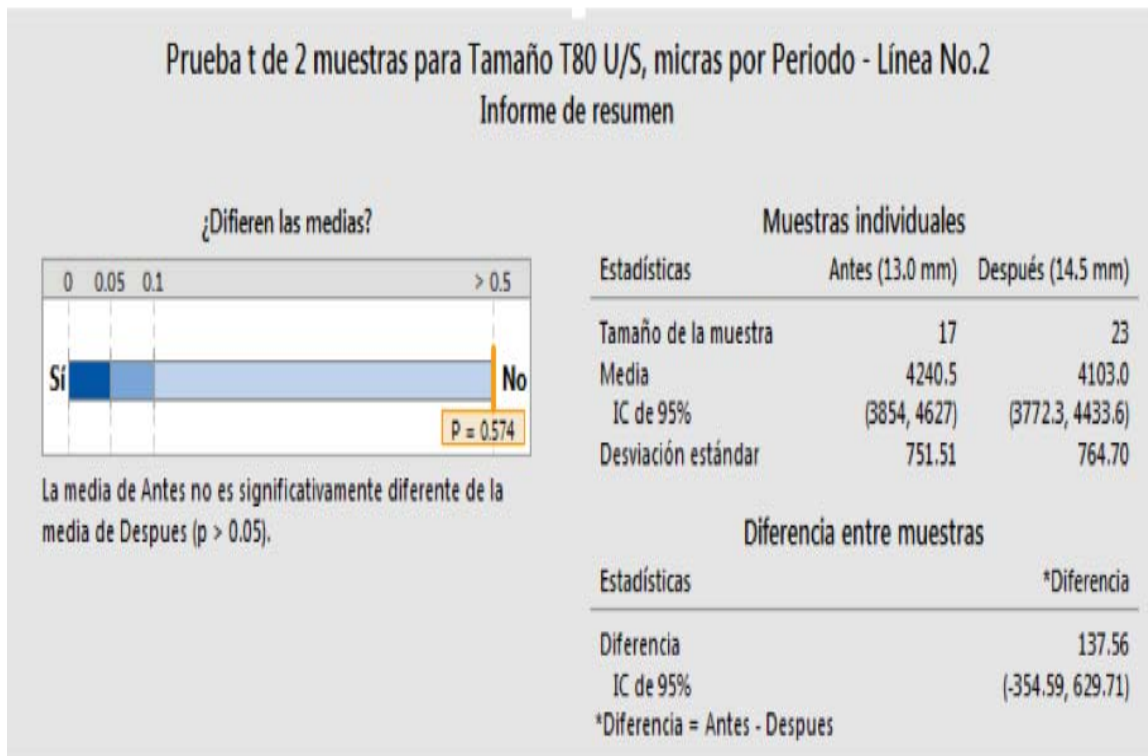 Prueba t de 2 muestras para Tamaño T80 U/S, micras por Periodo - Línea No.2
Informe de resumen
¿Difieren las medias?
0 0.05 0.1 > 0.5
Sí No
P = 0.574
La media de Antes no es significativamente diferente de la
media de Despues (p > 0.05).
Muestras individuales
Estadísticas Antes (13.0 mm) Después (14.5 mm)
Tamaño de la muestra 17 23
Media 4240.5 4103.0
IC de 95% (3854, 4627) (3772.3, 4433.6)
Desviación estándar 751.51 764.70
Diferencia entre muestras
Estadísticas *Diferencia
Diferencia 137.56
IC de 95% (-354.59, 629.71)
*Diferencia = Antes - Despues